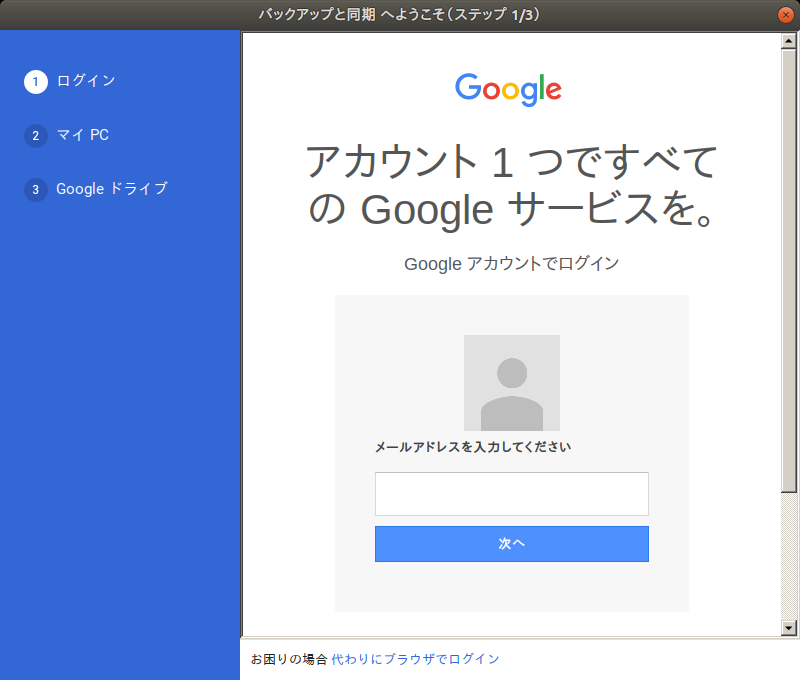 バックアップと同期 へようこそ（ステップ 1/3）
1 ログイン
2 マイ PC
3 Google ドライブ
Google
アカウント 1 つですべて
の Google サービスを。
Google アカウントでログイン
メールアドレスを入力してください
次へ
お困りの場合 代わりにブラウザでログイン